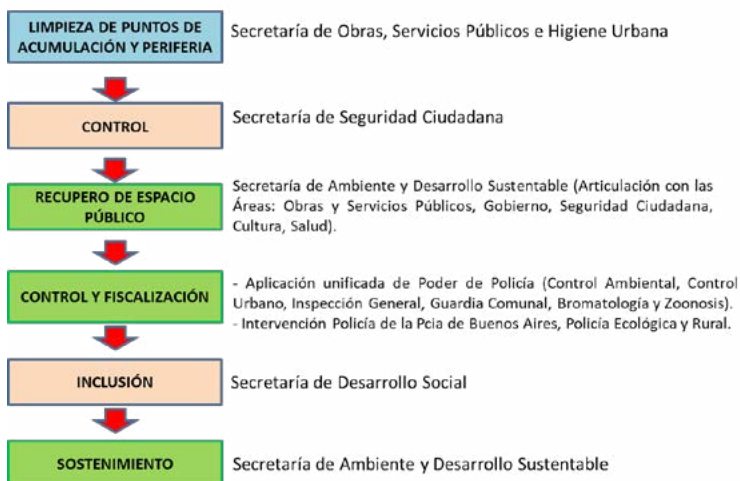 LIMPIEZA DE PUNTOS DE
ACUMULACIÓN Y PERIFERIA
Secretaría de Obras, Servicios Públicos e Higiene Urbana
CONTROL
Secretaría de Seguridad Ciudadana
RECUPERO DE ESPACIO
PÚBLICO
Secretaría de Ambiente y Desarrollo Sustentable (Articulación con las
Áreas: Obras y Servicios Públicos, Gobierno, Seguridad Ciudadana,
Cultura, Salud).
CONTROL Y FISCALIZACIÓN
- Aplicación unificada de Poder de Policía (Control Ambiental, Control
Urbano, Inspección General, Guardia Comunal, Bromatología y Zoonosis).
- Intervención Policía de la Pcia de Buenos Aires, Policía Ecológica y Rural.
INCLUSIÓN
Secretaría de Desarrollo Social
SOSTENIMIENTO
Secretaría de Ambiente y Desarrollo Sustentable